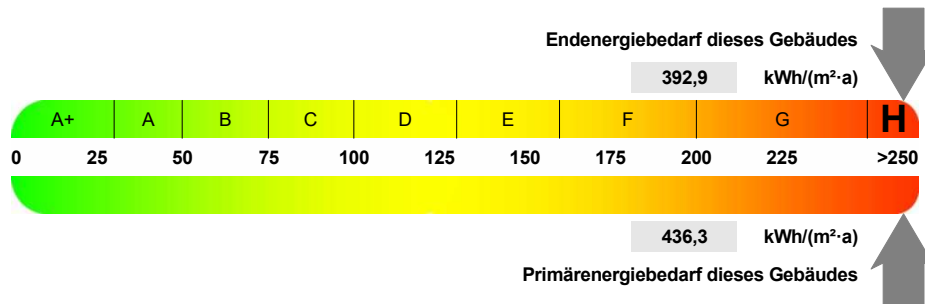 Endenergiebedarf dieses Gebäudes
392,9 kWh/(m²·a)
A+ A B C D E F G H
0 25 50 75 100 125 150 175 200 225 >250
436,3 kWh/(m²·a)
Primärenergiebedarf dieses Gebäudes